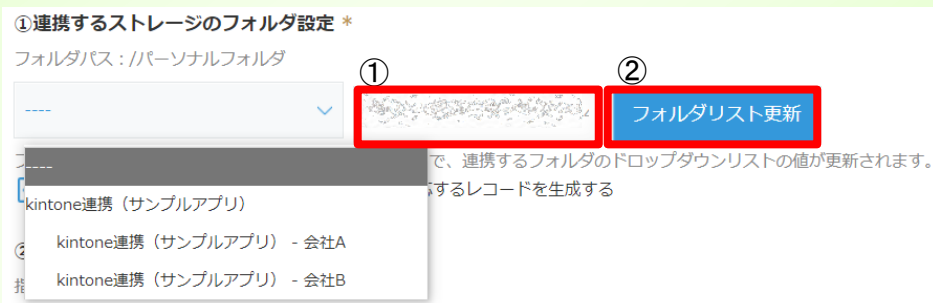 ①連携するストレージのフォルダ設定 *
フォルダパス：/パーソナルフォルダ
①
②
----
フォルダリスト更新
----
で、連携するフォルダのドロップダウンリストの値が更新されます。
するレコードを生成する
kintone連携（サンプルアプリ）
kintone連携（サンプルアプリ） - 会社A
kintone連携（サンプルアプリ） - 会社B